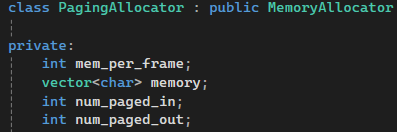 class PagingAllocator : public MemoryAllocator
private:
int mem_per_frame;
vector<char> memory;
int num_paged_in;
int num_paged_out;